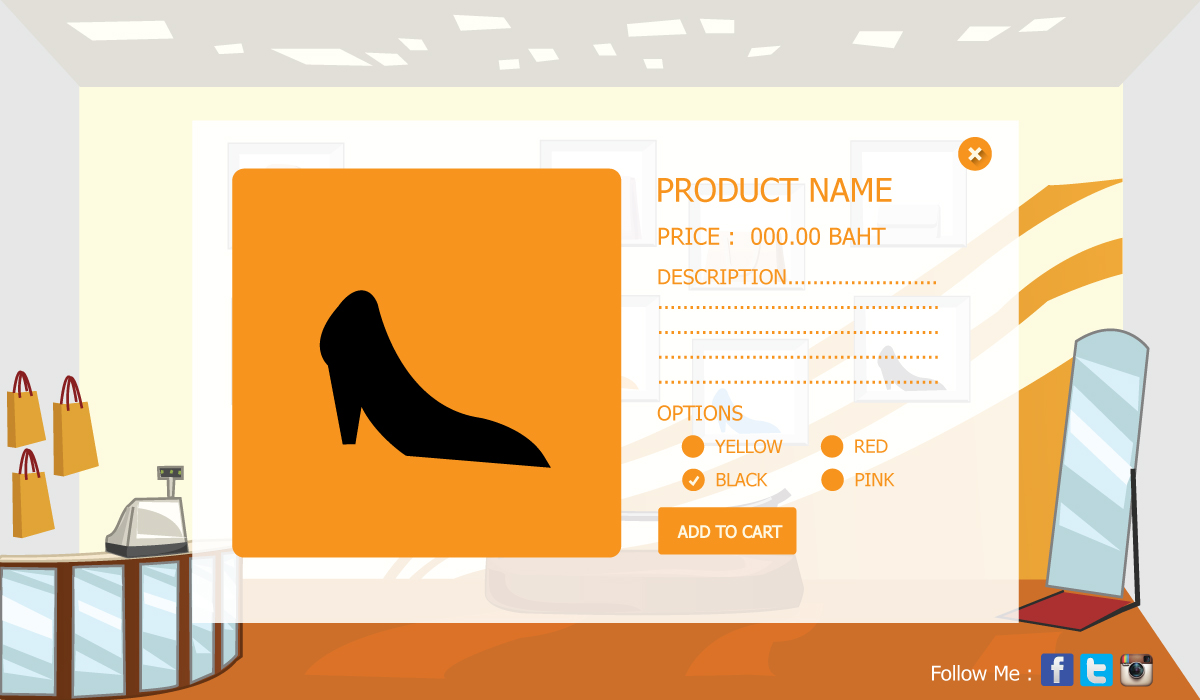 PRODUCT NAME
PRICE : 000.00 BAHT
DESCRIPTION........................
.............................................
.............................................
.............................................
.............................................
OPTIONS
YELLOW RED
BLACK PINK
ADD TO CART
Follow Me :